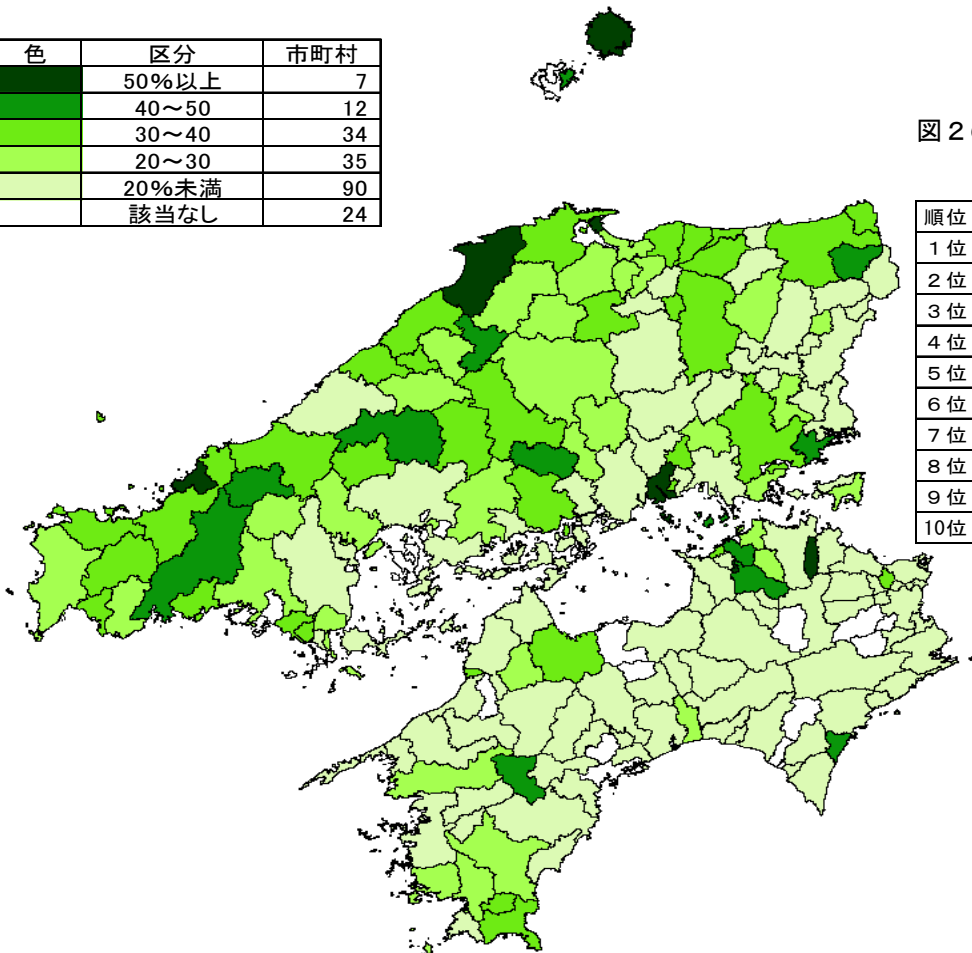 色 区分 市町村
50%以上 7
40～50 12
30～40 34
20～30 35
20%未満 90
該当なし 24
図2
順位
1位
2位
3位
4位
5位
6位
7位
8位
9位
10位